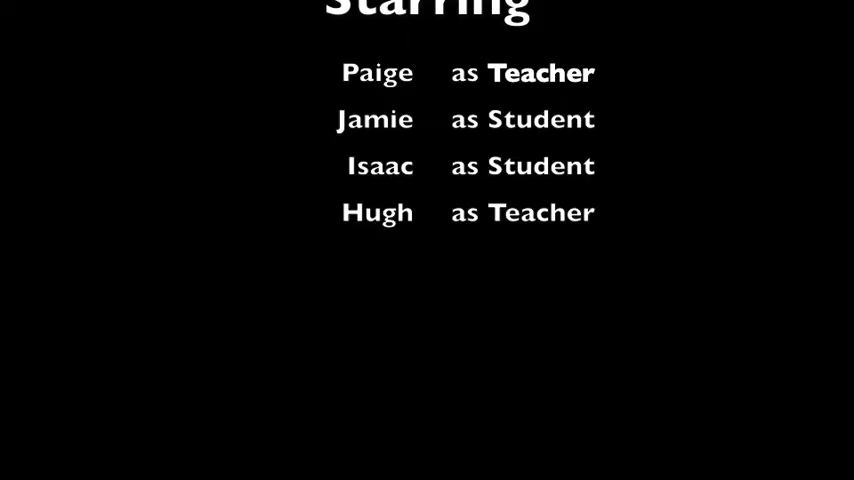 Starring
Paige as Teacher
Jamie as Student
Isaac as Student
Hugh as Teacher